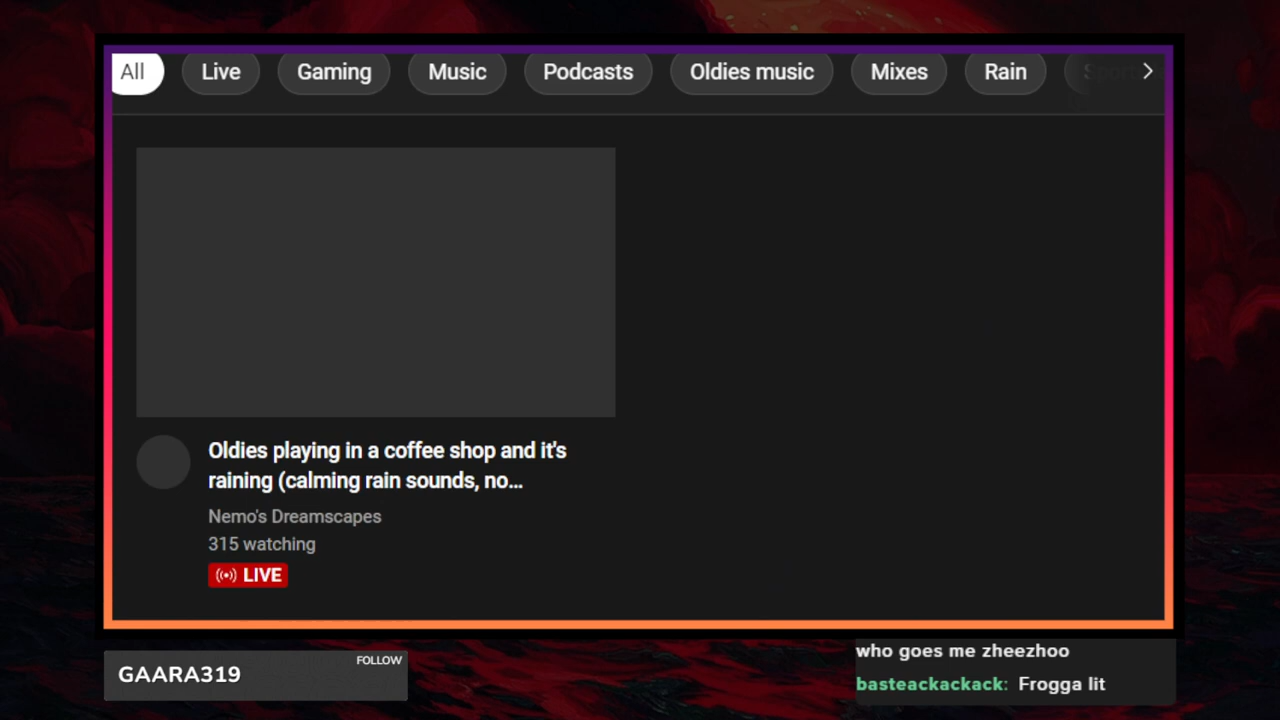 All
Live
Gaming
Music
Podcasts
Oldies music
Mixes
Rain
Oldies playing in a coffee shop and it's
raining (calming rain sounds, no...
Nemo's Dreamscapes
315 watching
LIVE
FOLLOW
GAARA319
who goes me zheezhoo
basteackackack: Frogga lit